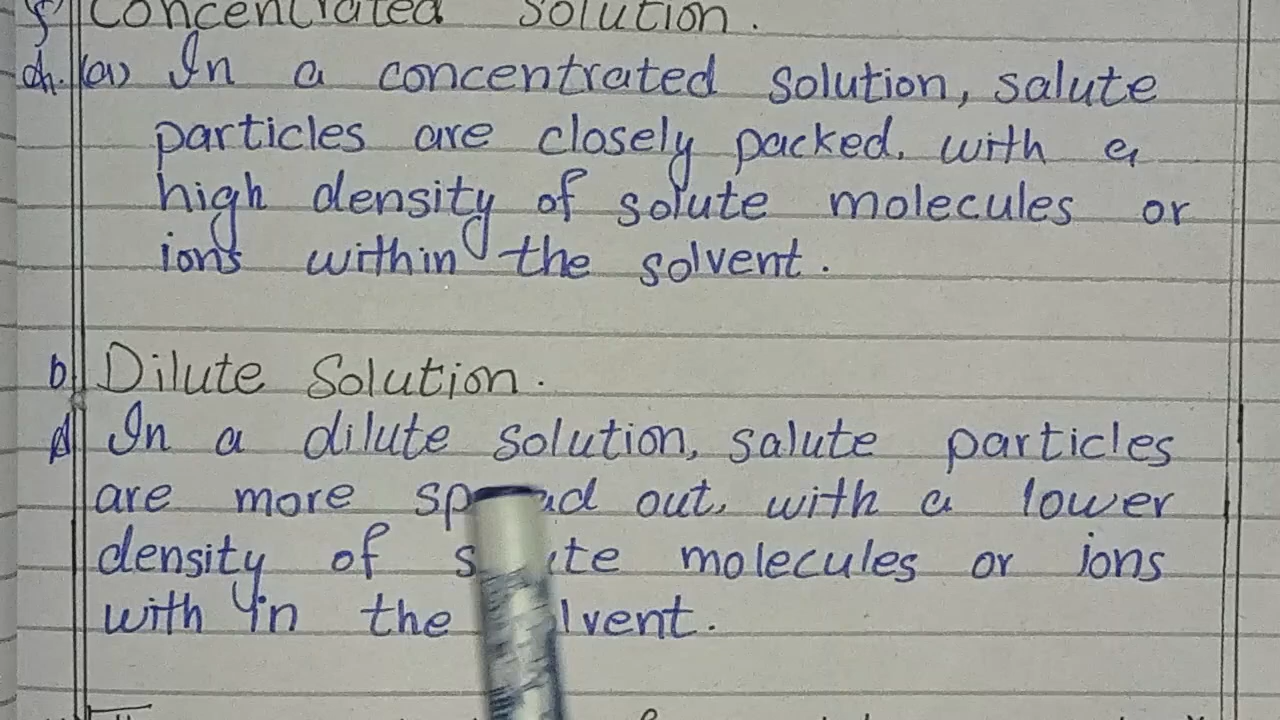 Concentrated Solution.
(a) In a concentrated solution, salute
particles are closely packed. with a
high density of solute molecules or
ions within the solvent.
b Dilute Solution.
In a dilute solution, salute particles
are more out, with a lower
density of molecules or ions
with in the